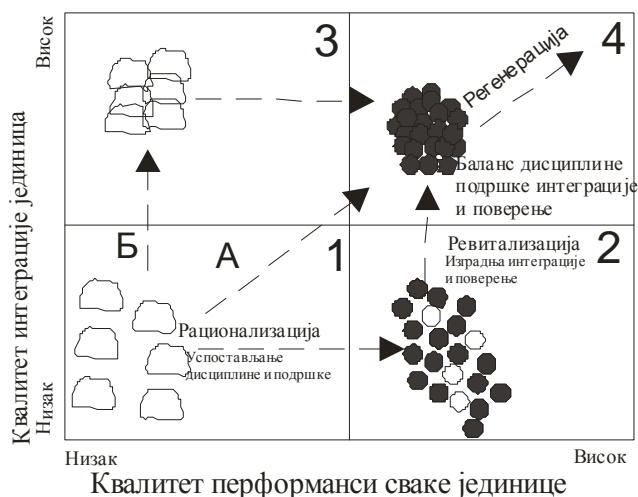 Квалитет интеграције јединица
Висок
Низак
3
4
Регенерација
Баланс дисциплине
подршке интеграције
и поверење
Б
А
1
2
Ревитализација
Изградња интеграције
и поверење
Рационализација
Успостављање
дисциплине и подршке
Низак
Висок
Квалитет перформанси сваке јединице